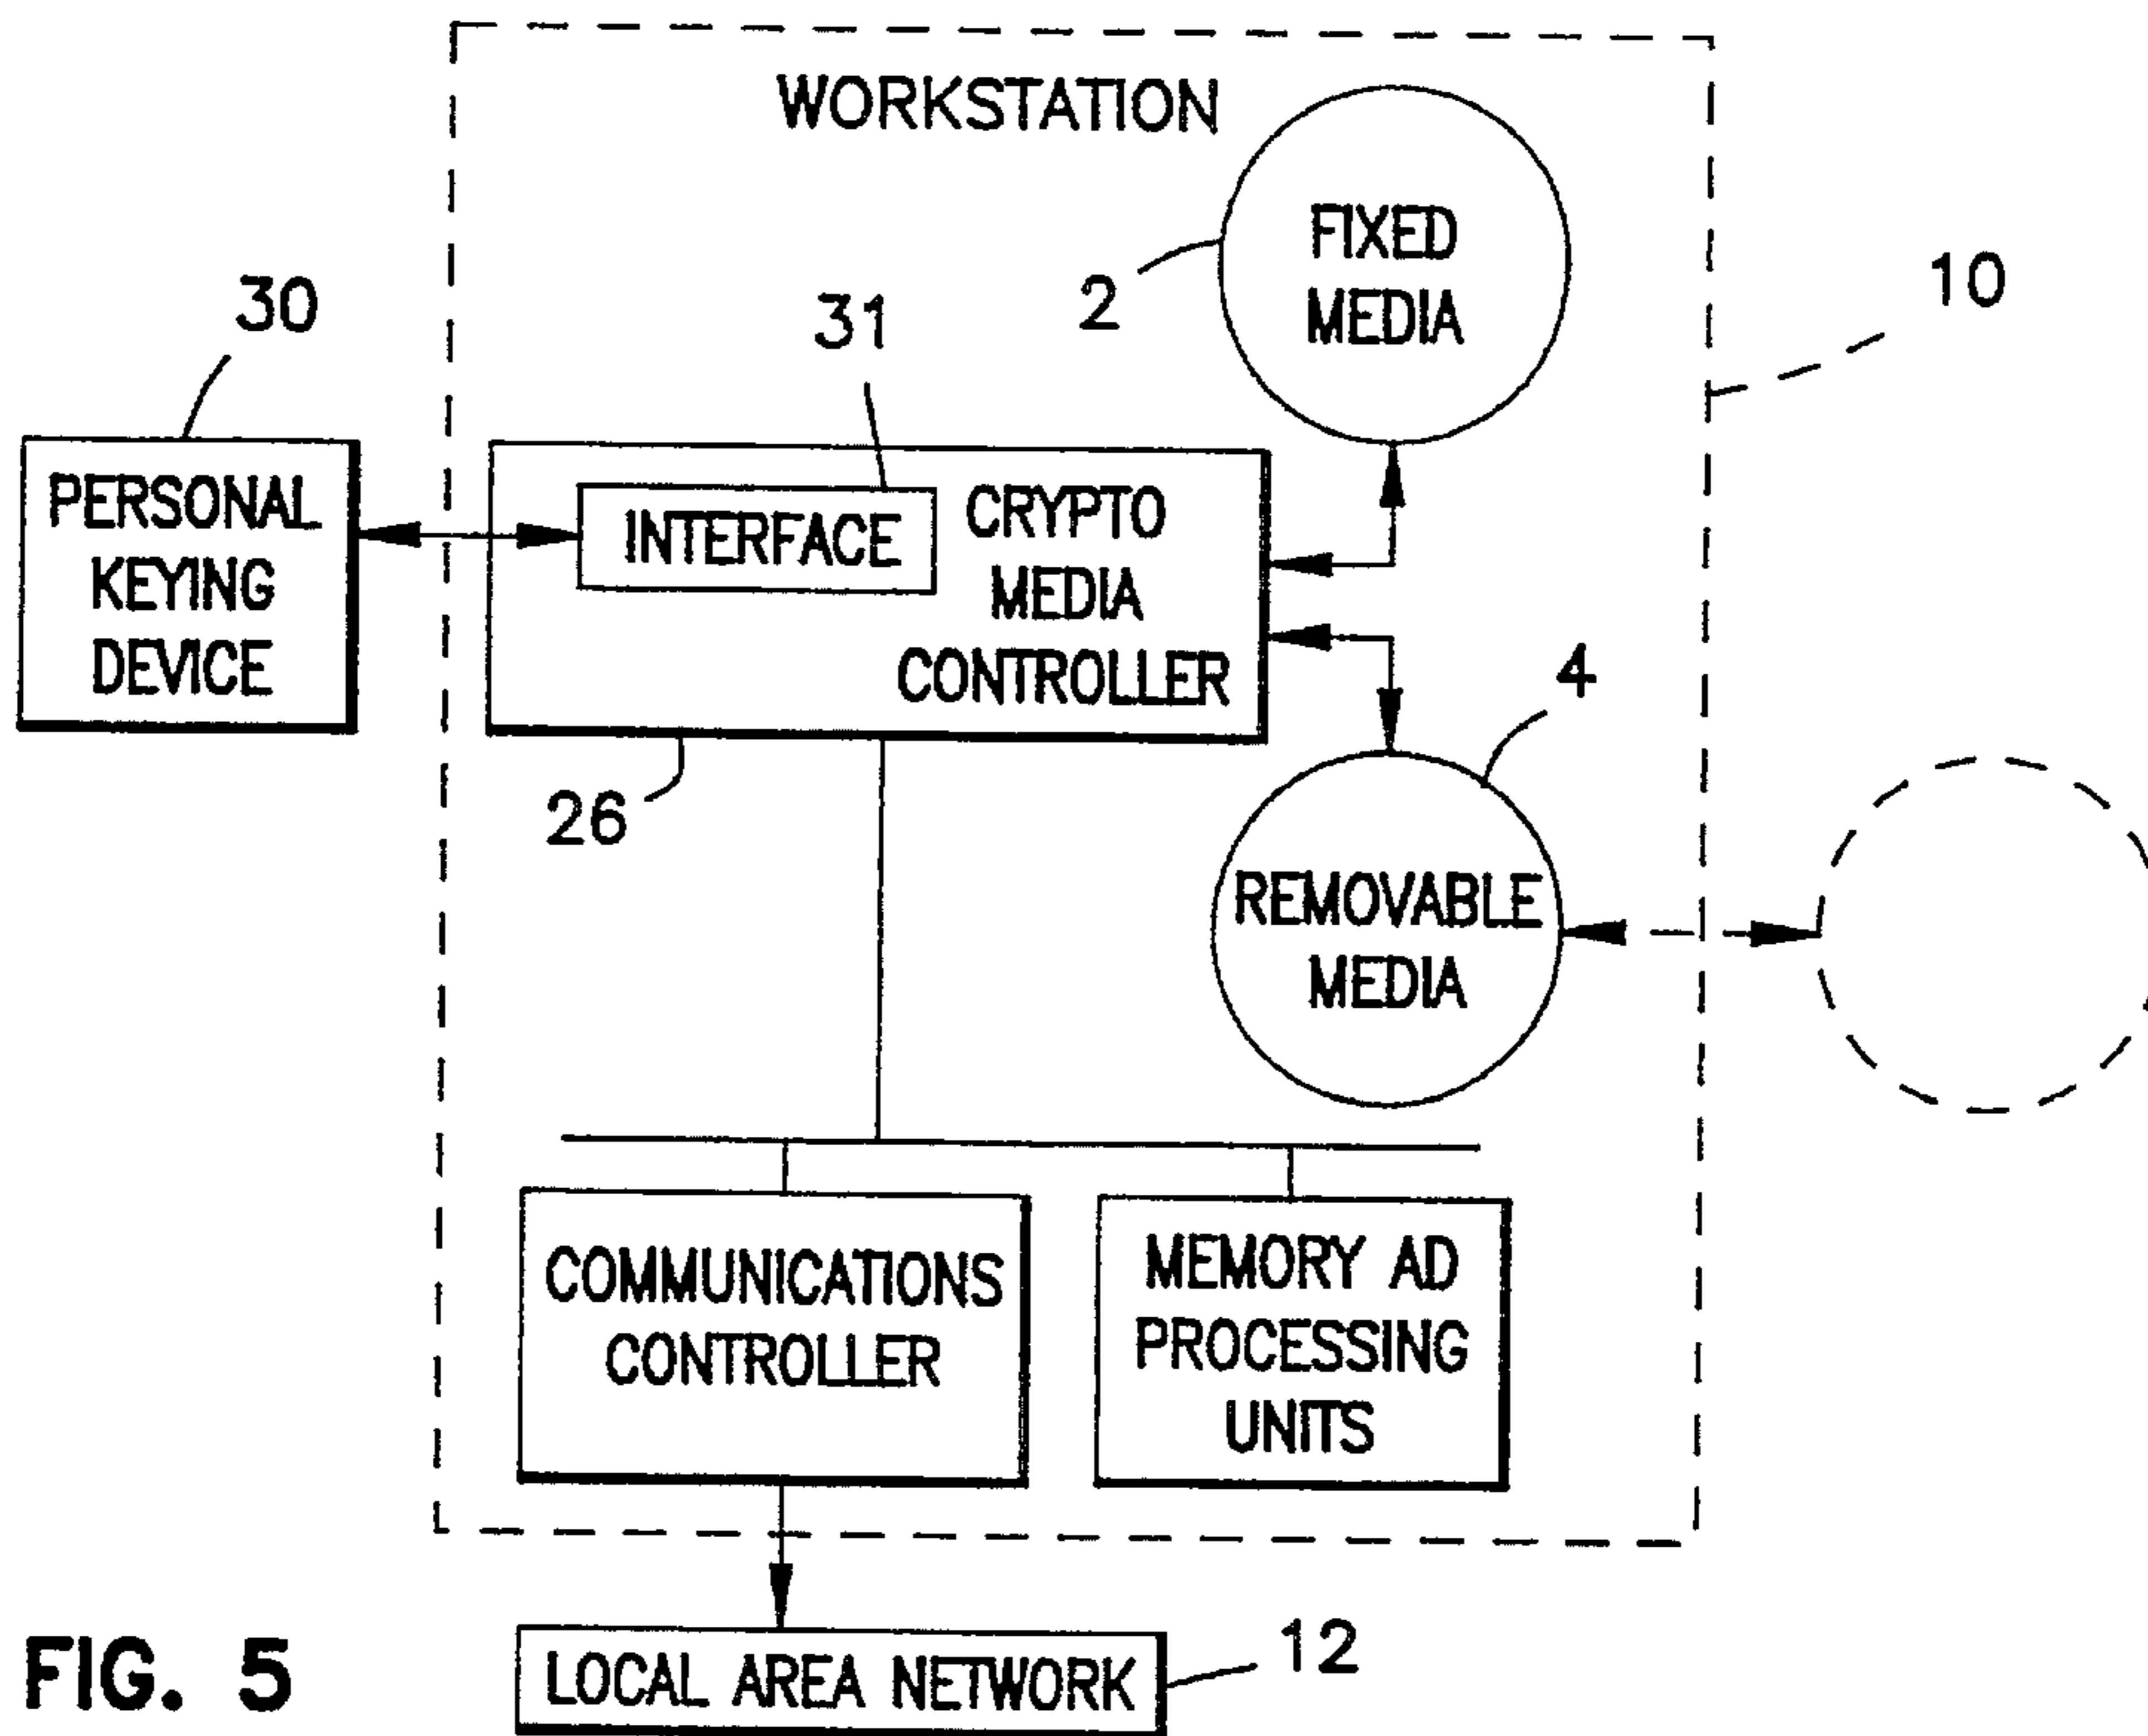 WORKSTATION
FIXED
MEDIA
2
10
30
31
PERSONAL
KEYING
DEVICE
INTERFACE
CRYPTO
MEDIA
CONTROLLER
26
4
REMOVABLE
MEDIA
COMMUNICATIONS
CONTROLLER
MEMORY AD
PROCESSING
UNITS
LOCAL AREA NETWORK
12
FIG. 5